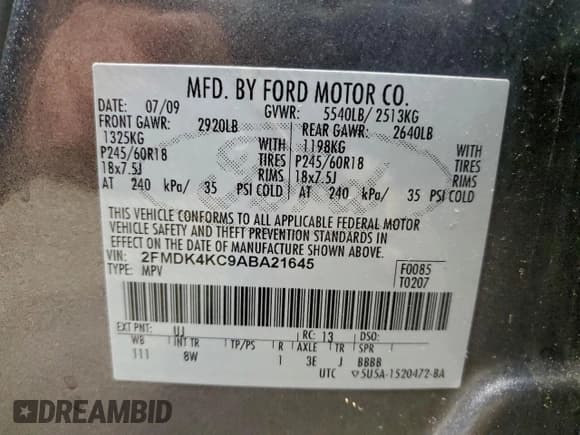 MFD. BY FORD MOTOR CO.
DATE: 07/09 GVWR: 5540LB/ 2513KG
FRONT GAWR: 2920LB REAR GAWR: 2640LB
1325KG WITH 1198KG WITH
P245/60R18 TIRES P245/60R18 TIRES
18x7.5J RIMS 18x7.5J RIMS
AT 240 kPa/ 35 PSI COLD AT 240 kPa/ 35 PSI COLD
THIS VEHICLE CONFORMS TO ALL APPLICABLE FEDERAL MOTOR
VEHICLE SAFETY AND THEFT PREVENTION STANDARDS IN
EFFECT ON THE DATE OF MANUFACTURE SHOWN ABOVE.
VIN: 2FMDK4KC9ABA21645
TYPE: MPV
F0085
T0207
EXT PNT: UJ RC: 13 DSO:
WB INT TR TP/PS R AXLE TR SPR
111 8W 1 3E J BBBB
UTC 5U5A-1520472-BA
DREAMBID